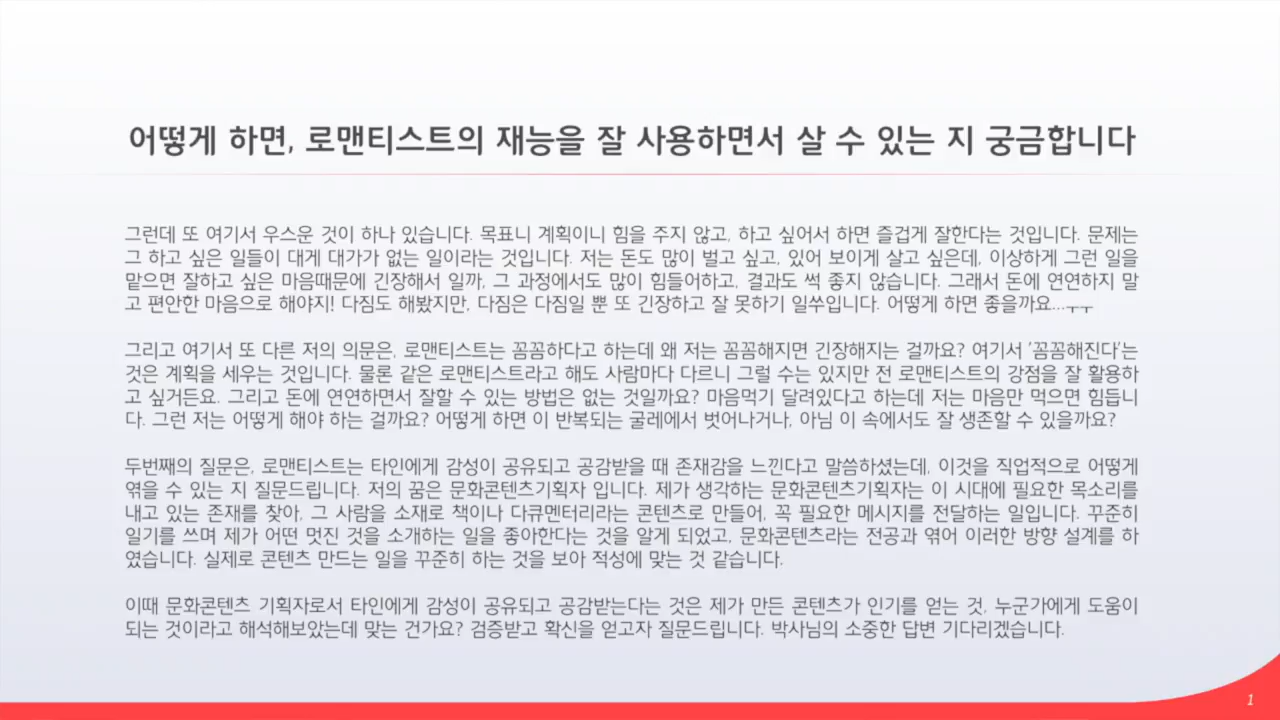 어떻게 하면, 로맨티스트의 재능을 잘 사용하면서 살 수 있는 지 궁금합니다
그런데 또 여기서 우스운 것이 하나 있습니다. 목표니 계획이니 힘을 주지 않고, 하고 싶어서 하면 즐겁게 잘한다는 것입니다. 문제는
그 하고 싶은 일들이 대게 대가가 없는 일이라는 것입니다. 저는 돈도 많이 벌고 싶고, 있어 보이게 살고 싶은데, 이상하게 그런 일을
맡으면 잘하고 싶은 마음때문에 긴장해서 일까, 그 과정에서도 많이 힘들어하고, 결과도 썩 좋지 않습니다. 그래서 돈에 연연하지 말
고 편안한 마음으로 해야지! 다짐도 해봤지만, 다짐은 다짐일 뿐 또 긴장하고 잘 못하기 일쑤입니다. 어떻게 하면 좋을까요...ㅜㅜ
그리고 여기서 또 다른 저의 의문은, 로맨티스트는 꼼꼼하다고 하는데 왜 저는 꼼꼼해지면 긴장해지는 걸까요? 여기서 '꼼꼼해진다'는
것은 계획을 세우는 것입니다. 물론 같은 로맨티스트라고 해도 사람마다 다르니 그럴 수는 있지만 전 로맨티스트의 강점을 잘 활용하
고 싶거든요. 그리고 돈에 연연하면서 잘할 수 있는 방법은 없는 것일까요? 마음먹기 달려있다고 하는데 저는 마음만 먹으면 힘듭니
다. 그런 저는 어떻게 해야 하는 걸까요? 어떻게 하면 이 반복되는 굴레에서 벗어나거나, 아님 이 속에서도 잘 생존할 수 있을까요?
두번째의 질문은, 로맨티스트는 타인에게 감성이 공유되고 공감받을 때 존재감을 느낀다고 말씀하셨는데, 이것을 직업적으로 어떻게
엮을 수 있는 지 질문드립니다. 저의 꿈은 문화콘텐츠기획자 입니다. 제가 생각하는 문화콘텐츠기획자는 이 시대에 필요한 목소리를
내고 있는 존재를 찾아, 그 사람을 소재로 책이나 다큐멘터리라는 콘텐츠로 만들어, 꼭 필요한 메시지를 전달하는 일입니다. 꾸준히
일기를 쓰며 제가 어떤 멋진 것을 소개하는 일을 좋아한다는 것을 알게 되었고, 문화콘텐츠라는 전공과 엮어 이러한 방향 설계를 하
였습니다. 실제로 콘텐츠 만드는 일을 꾸준히 하는 것을 보아 적성에 맞는 것 같습니다.
이때 문화콘텐츠 기획자로서 타인에게 감성이 공유되고 공감받는다는 것은 제가 만든 콘텐츠가 인기를 얻는 것, 누군가에게 도움이
되는 것이라고 해석해보았는데 맞는 건가요? 검증받고 확신을 얻고자 질문드립니다. 박사님의 소중한 답변 기다리겠습니다.
1